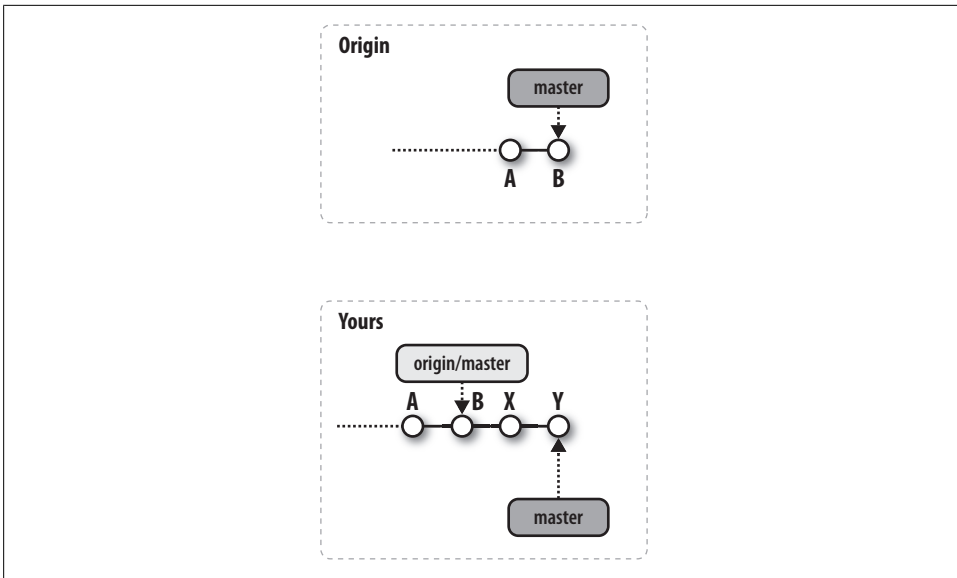 Origin
master
A B
Yours
origin/master
A B X Y
master